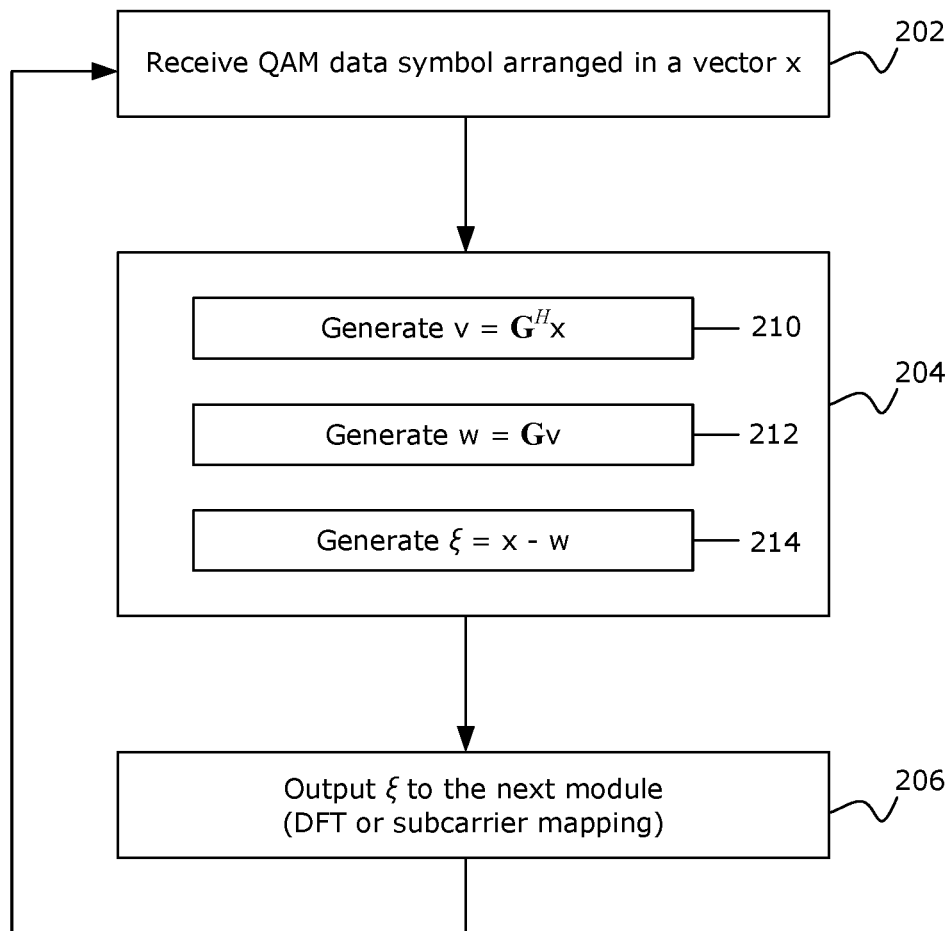 202
Receive QAM data symbol arranged in a vector x
Generate v = G^H x
210
204
Generate w = Gv
212
Generate ξ = x - w
214
206
Output ξ to the next module
(DFT or subcarrier mapping)